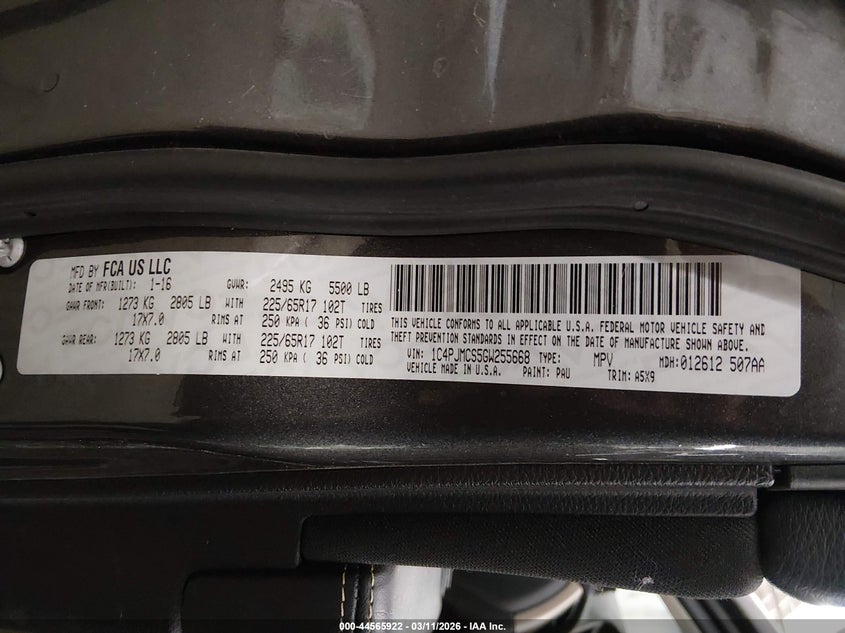 MFD BY FCA US LLC
DATE OF MFR(BUILT): 1-16 GVWR: 2495 KG 5500 LB
GAWR FRONT: 1273 KG 2805 LB WITH 225/65R17 102T TIRES
17X7.0 RIMS AT 250 KPA ( 36 PSI) COLD
GAWR REAR: 1273 KG 2805 LB WITH 225/65R17 102T TIRES
17X7.0 RIMS AT 250 KPA ( 36 PSI) COLD
THIS VEHICLE CONFORMS TO ALL APPLICABLE U.S.A. FEDERAL MOTOR VEHICLE SAFETY AND
THEFT PREVENTION STANDARDS IN EFFECT ON THE DATE OF MANUFACTURE SHOWN ABOVE.
VIN: 1C4PJMCS5GW255668 TYPE: MPV MDH: 012612 507AA
VEHICLE MADE IN U.S.A. PAINT: PAU TRIM: A5X9
000-44565922 • 03/11/2026 • IAA Inc.